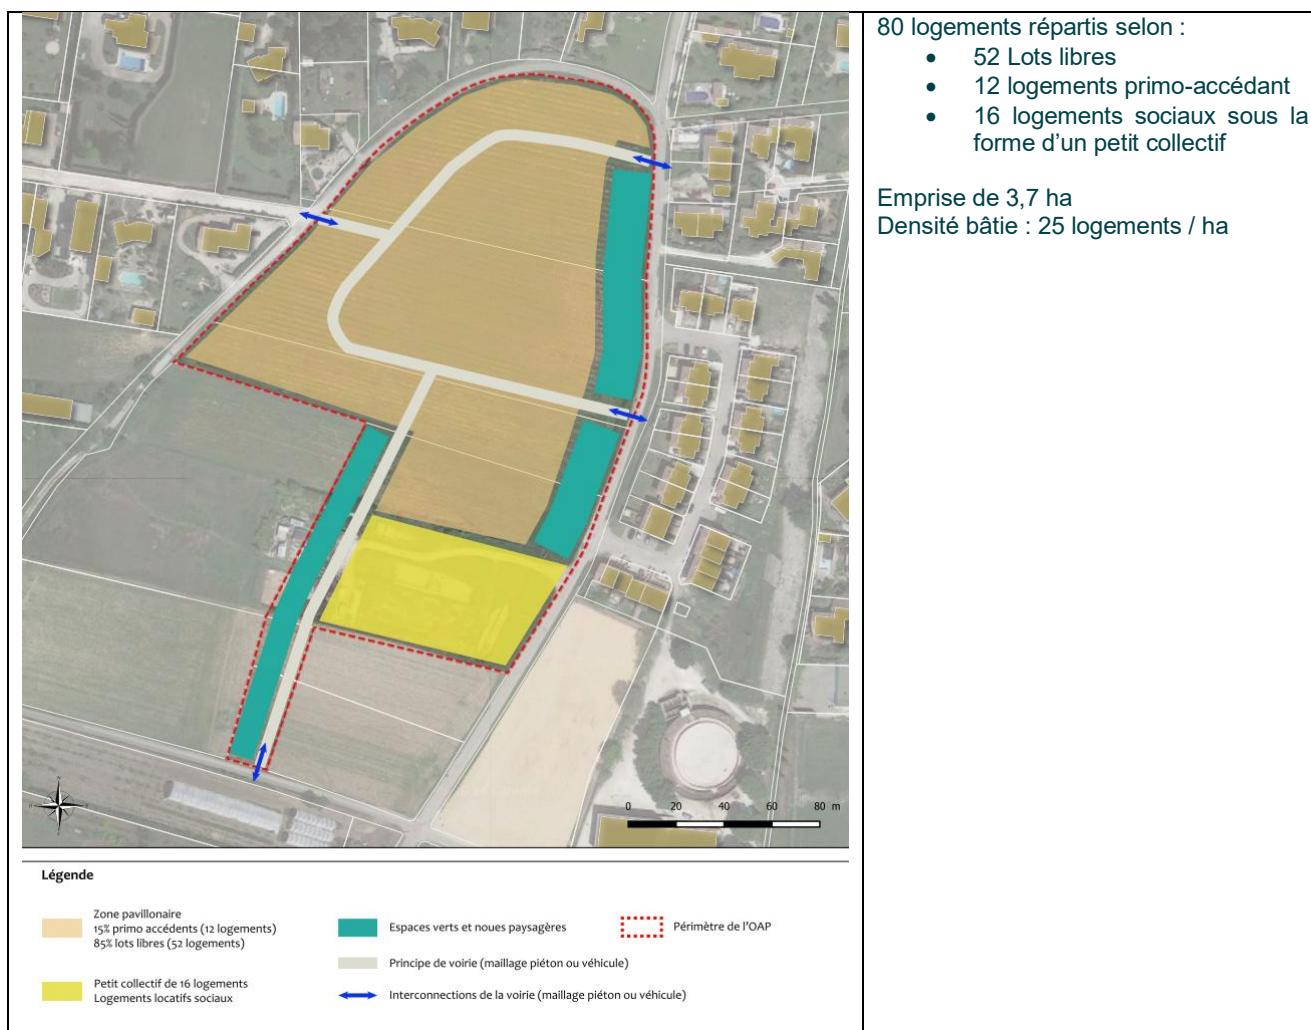 80 logements répartis selon :
• 52 Lots libres
• 12 logements primo-accédant
• 16 logements sociaux sous la
forme d'un petit collectif
Emprise de 3,7 ha
Densité bâtie : 25 logements / ha
0 20 40 60 80 m
Légende
Zone pavillonaire
15% primo accédents (12 logements)
85% lots libres (52 logements)
Petit collectif de 16 logements
Logements locatifs sociaux
Espaces verts et noues paysagères
Principe de voirie (maillage piéton ou véhicule)
Interconnections de la voirie (maillage piéton ou véhicule)
Périmètre de l'OAP